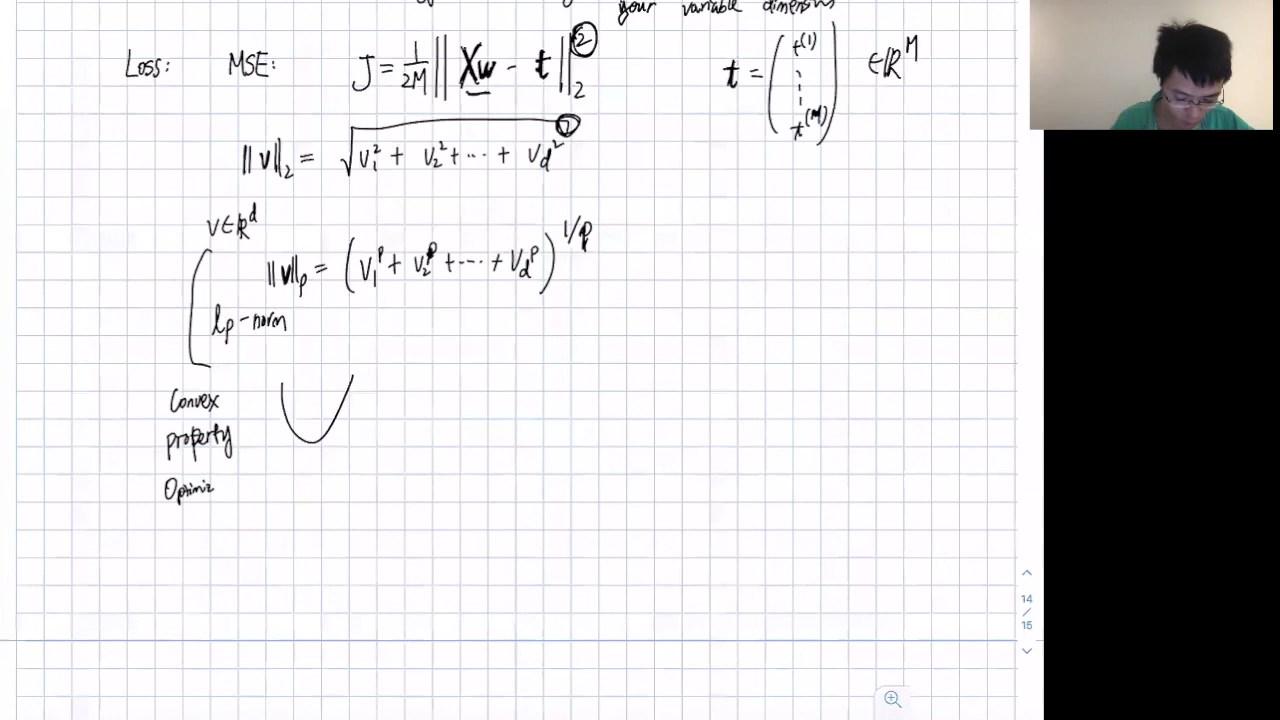 your variable dimension
Loss: MSE: J = 1/2M || Xw - t ||₂² t = ( t⁽¹⁾ ⋮ t⁽ᴹ⁾ ) ∈ ℝᴹ
||v||₂ = √(v₁² + v₂² + ... + v_d²)
v ∈ ℝᵈ
||v||ₚ = (v₁ᵖ + v₂ᵖ + ... + v_dᵖ)^1/p
lₚ-norm
Convex
property
Optimiz
14
/
15